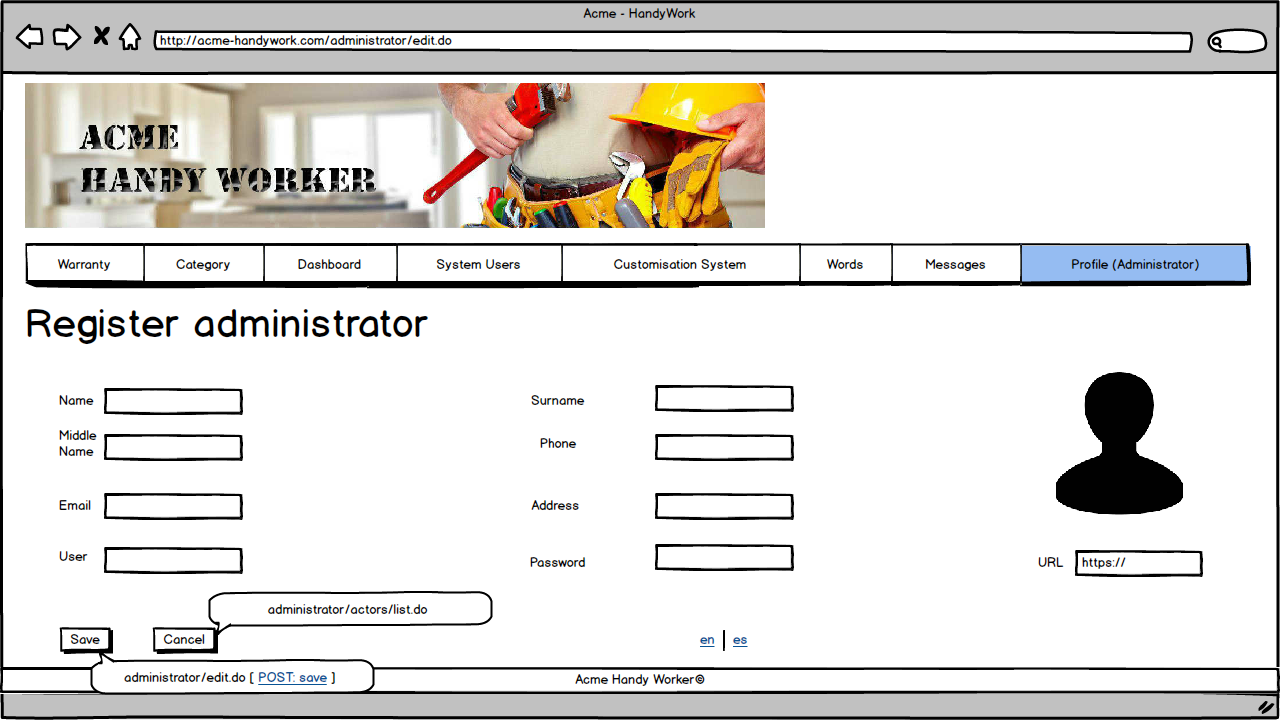 Acme - HandyWork
http://acme-handywork.com/administrator/edit.do
ACME
HANDY WORKER
Warranty Category Dashboard System Users Customisation System Words Messages Profile (Administrator)
Register administrator
Name Surname
Middle
Name
Phone
Email Address
User Password
URL https://
administrator/actors/list.do
Save Cancel
en es
administrator/edit.do [ POST: save ]
Acme Handy Worker©